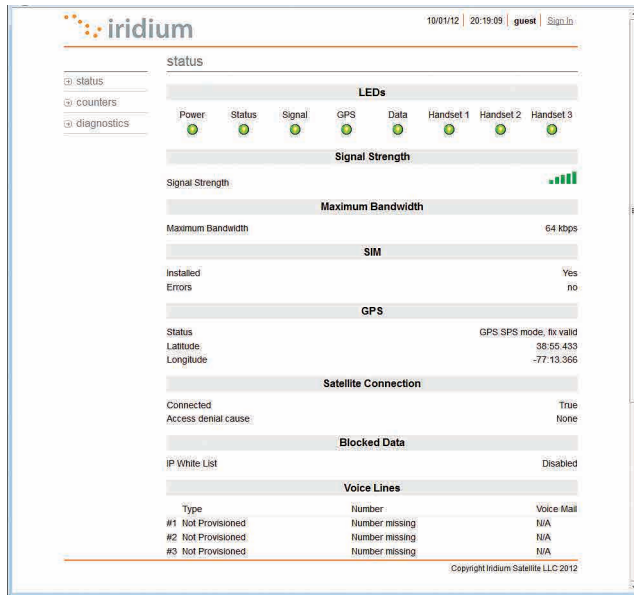 iridium
10/01/12 20:19:09 guest Sign In
status
status
counters
diagnostics
LEDs
Power Status Signal GPS Data Handset 1 Handset 2 Handset 3
Signal Strength
Signal Strength
Maximum Bandwidth
Maximum Bandwidth 64 kbps
SIM
Installed Yes
Errors no
GPS
Status GPS SPS mode, fix valid
Latitude 38:55.433
Longitude -77:13.366
Satellite Connection
Connected True
Access denial cause None
Blocked Data
IP White List Disabled
Voice Lines
Type Number Voice Mail
#1 Not Provisioned Number missing N/A
#2 Not Provisioned Number missing N/A
#3 Not Provisioned Number missing N/A
Copyright Iridium Satellite LLC 2012